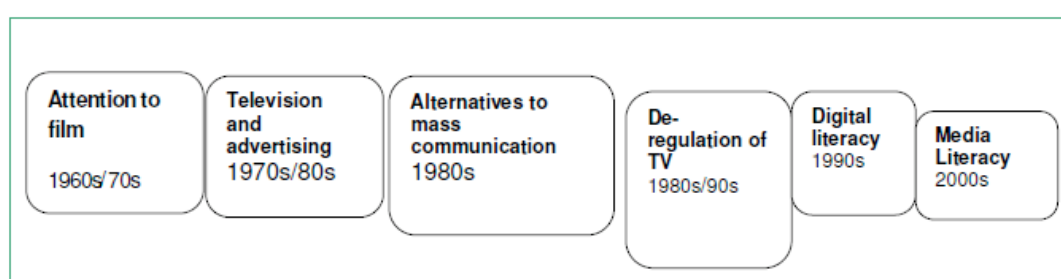 Attention to
film
1960s/70s
Television
and
advertising
1970s/80s
Alternatives to
mass
communication
1980s
De-
regulation of
TV
1980s/90s
Digital
literacy
1990s
Media
Literacy
2000s